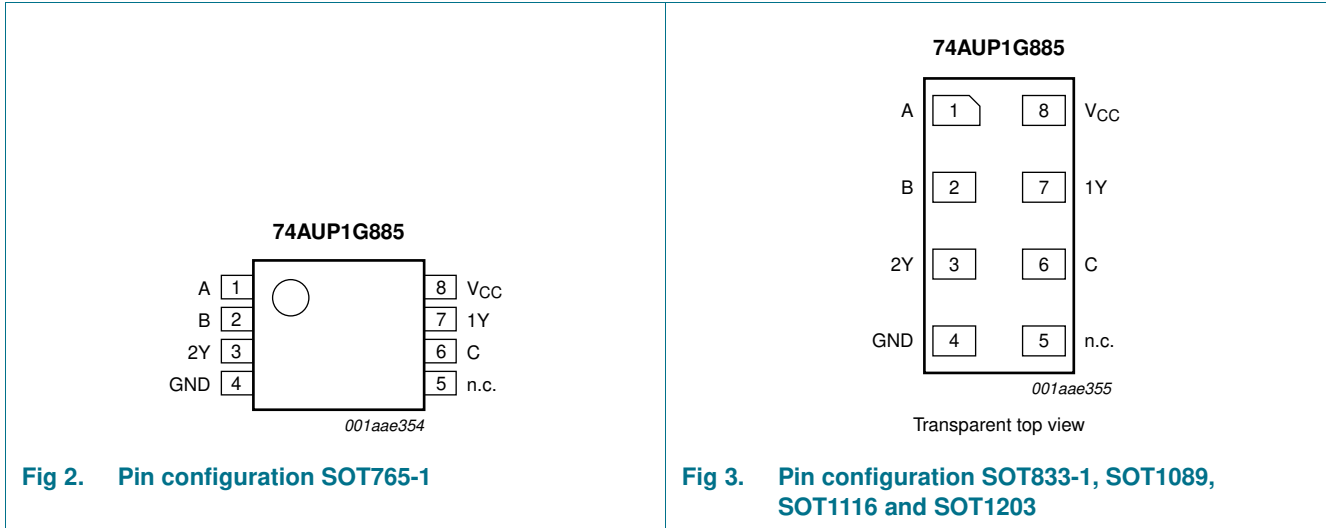 74AUP1G885
A 1 8 VCC
B 2 7 1Y
2Y 3 6 C
GND 4 5 n.c.
001aae354
Fig 2. Pin configuration SOT765-1
74AUP1G885
A 1 8 VCC
B 2 7 1Y
2Y 3 6 C
GND 4 5 n.c.
001aae355
Transparent top view
Fig 3. Pin configuration SOT833-1, SOT1089,
SOT1116 and SOT1203